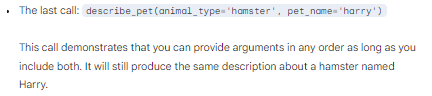 • The last call: describe_pet(animal_type='hamster', pet_name='harry')
This call demonstrates that you can provide arguments in any order as long as you
include both. It will still produce the same description about a hamster named
Harry.